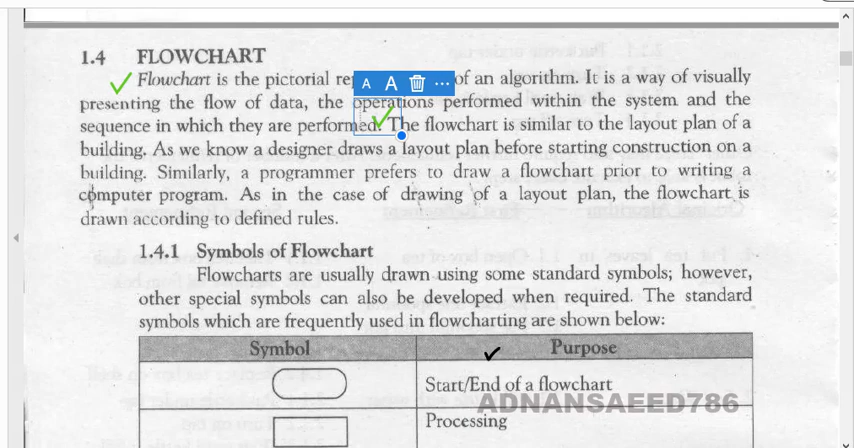 1.4 FLOWCHART
Flowchart is the pictorial of an algorithm. It is a way of visually
presenting the flow of data, the operations performed within the system and the
sequence in which they are performed. The flowchart is similar to the layout plan of a
building. As we know a designer draws a layout plan before starting construction on a
building. Similarly, a programmer prefers to draw a flowchart prior to writing a
computer program. As in the case of drawing of a layout plan, the flowchart is
drawn according to defined rules.
1.4.1 Symbols of Flowchart
Flowcharts are usually drawn using some standard symbols; however,
other special symbols can also be developed when required. The standard
symbols which are frequently used in flowcharting are shown below:
Symbol Purpose
Start/End of a flowchart
ADNANSAEED786
Processing